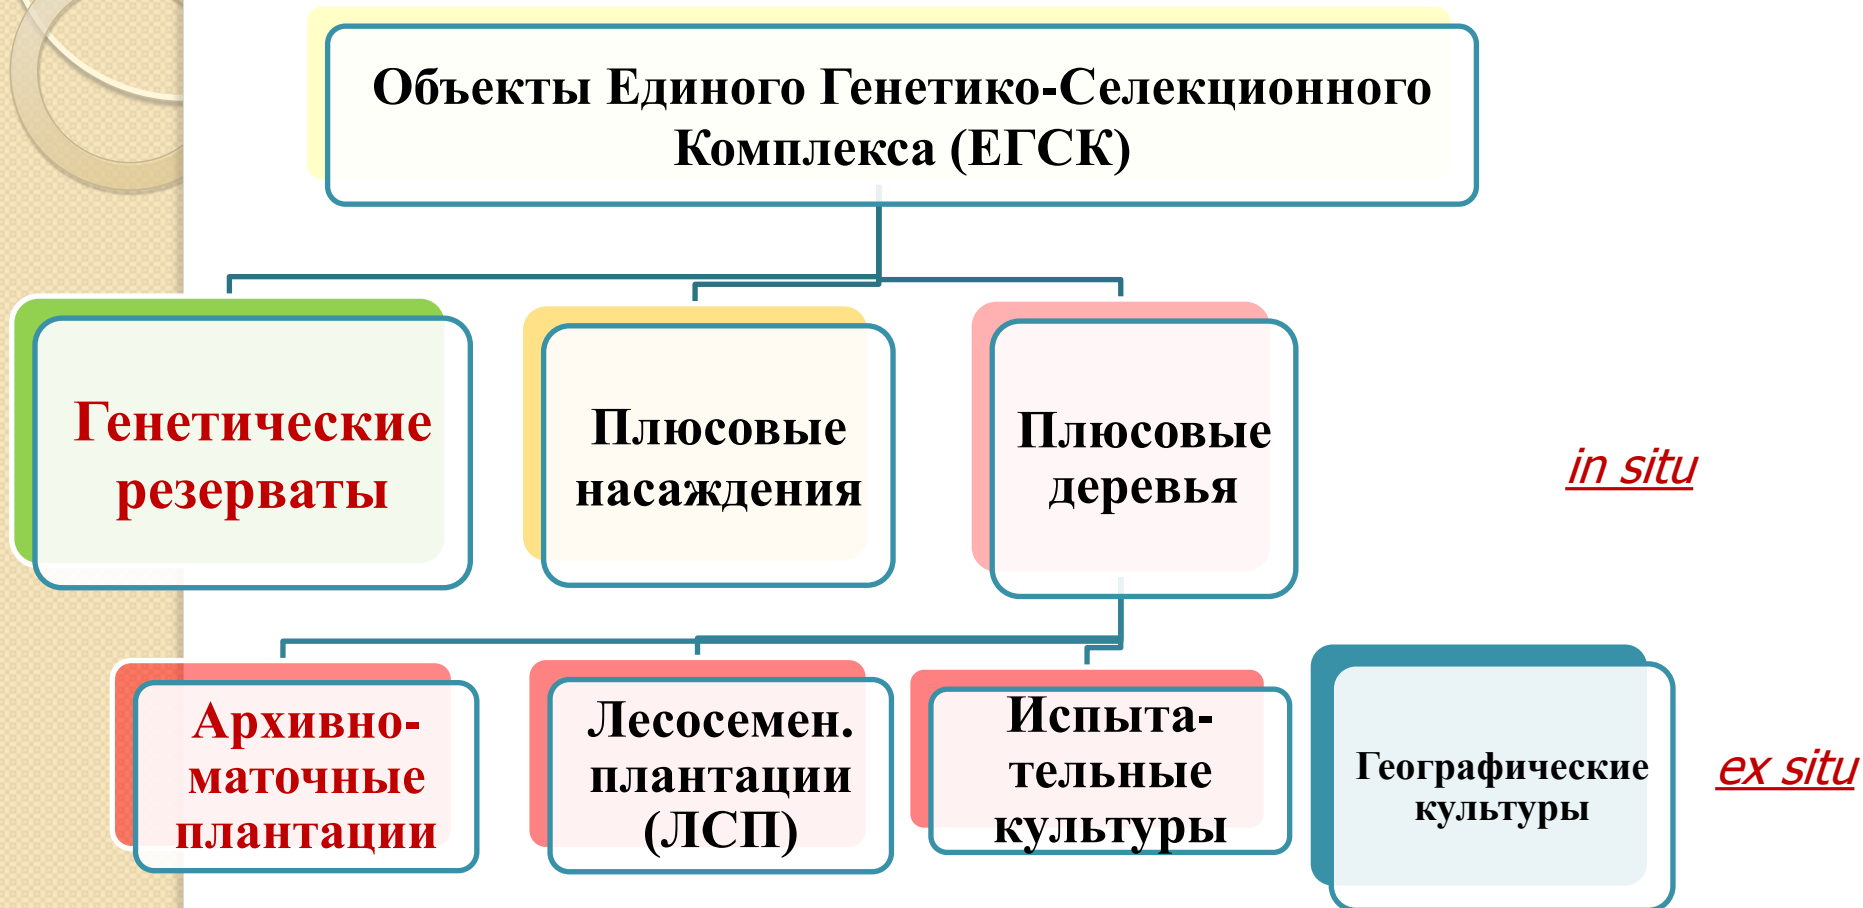 Объекты Единого Генетико-Селекционного
Комплекса (ЕГСК)
Генетические
резерваты
Плюсовые
насаждения
Плюсовые
деревья
in situ
Архивно-
маточные
плантации
Лесосемен.
плантации
(ЛСП)
Испыта-
тельные
культуры
Географические
культуры
ex situ